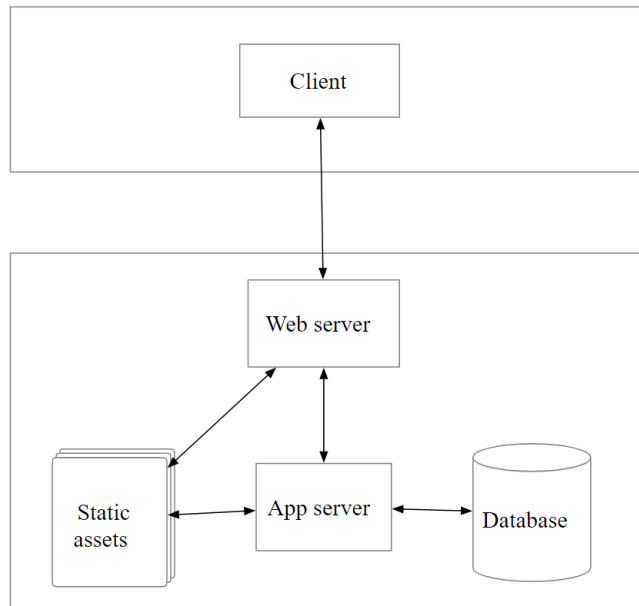 Client
Web server
Static
assets
App server
Database